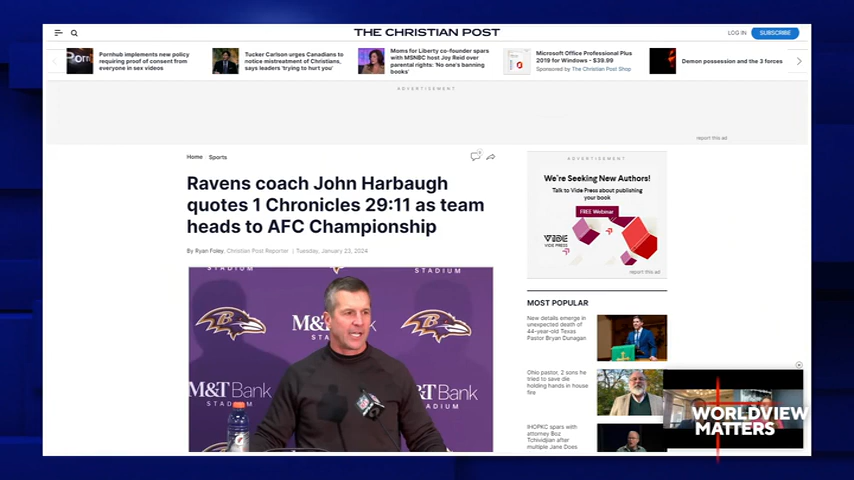 THE CHRISTIAN POST
LOG IN
SUBSCRIBE
Pornhub implements new policy
requiring proof of consent from
everyone in sex videos
Tucker Carlson urges Canadians to
notice mistreatment of Christians,
says leaders 'trying to hurt you'
Moms for Liberty co-founder spars
with MSNBC host Joy Reid over
parental rights: 'No one's banning
books'
Microsoft Office Professional Plus
2019 for Windows - $39.99
Sponsored by The Christian Post Shop
Demon possession and the 3 forces
ADVERTISEMENT
report this ad
Home Sports
Ravens coach John Harbaugh
quotes 1 Chronicles 29:11 as team
heads to AFC Championship
By Ryan Foley, Christian Post Reporter | Tuesday, January 23, 2024
STADIUM
STADIUM
M&T
M&T Bank
STADIUM
M&T Bank
STADIUM
ADVERTISEMENT
We're Seeking New Authors!
Talk to Vide Press about publishing
your book
FREE Webinar
VIDE
VIDE PRESS
report this ad
MOST POPULAR
New details emerge in
unexpected death of
44-year-old Texas
Pastor Bryan Dunagan
Ohio pastor, 2 sons he
tried to save die
holding hands in house
fire
IHOPKC spars with
attorney Boz
Tchividjian after
multiple Jane Does
WORLDVIEW
MATTERS